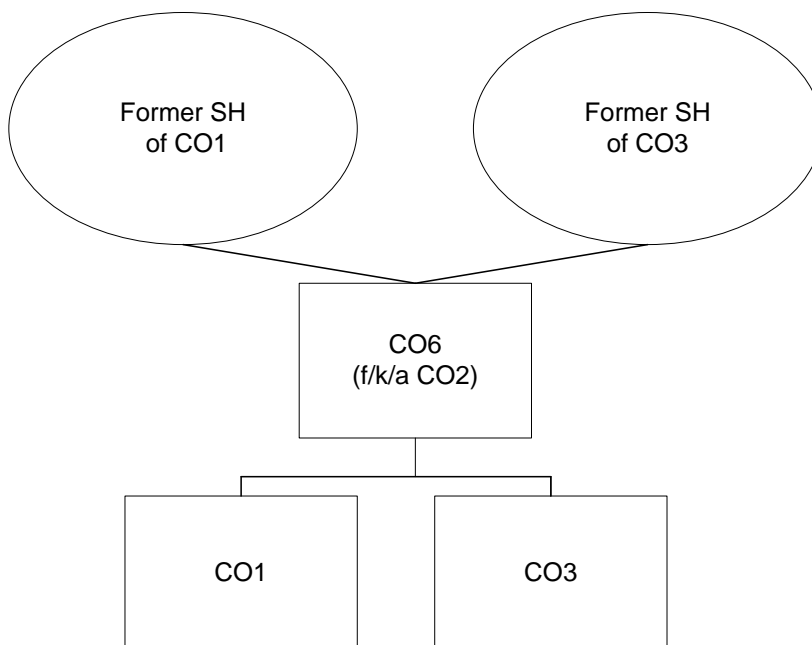 Former SH
of CO1
Former SH
of CO3
CO6
(f/k/a CO2)
CO1
CO3